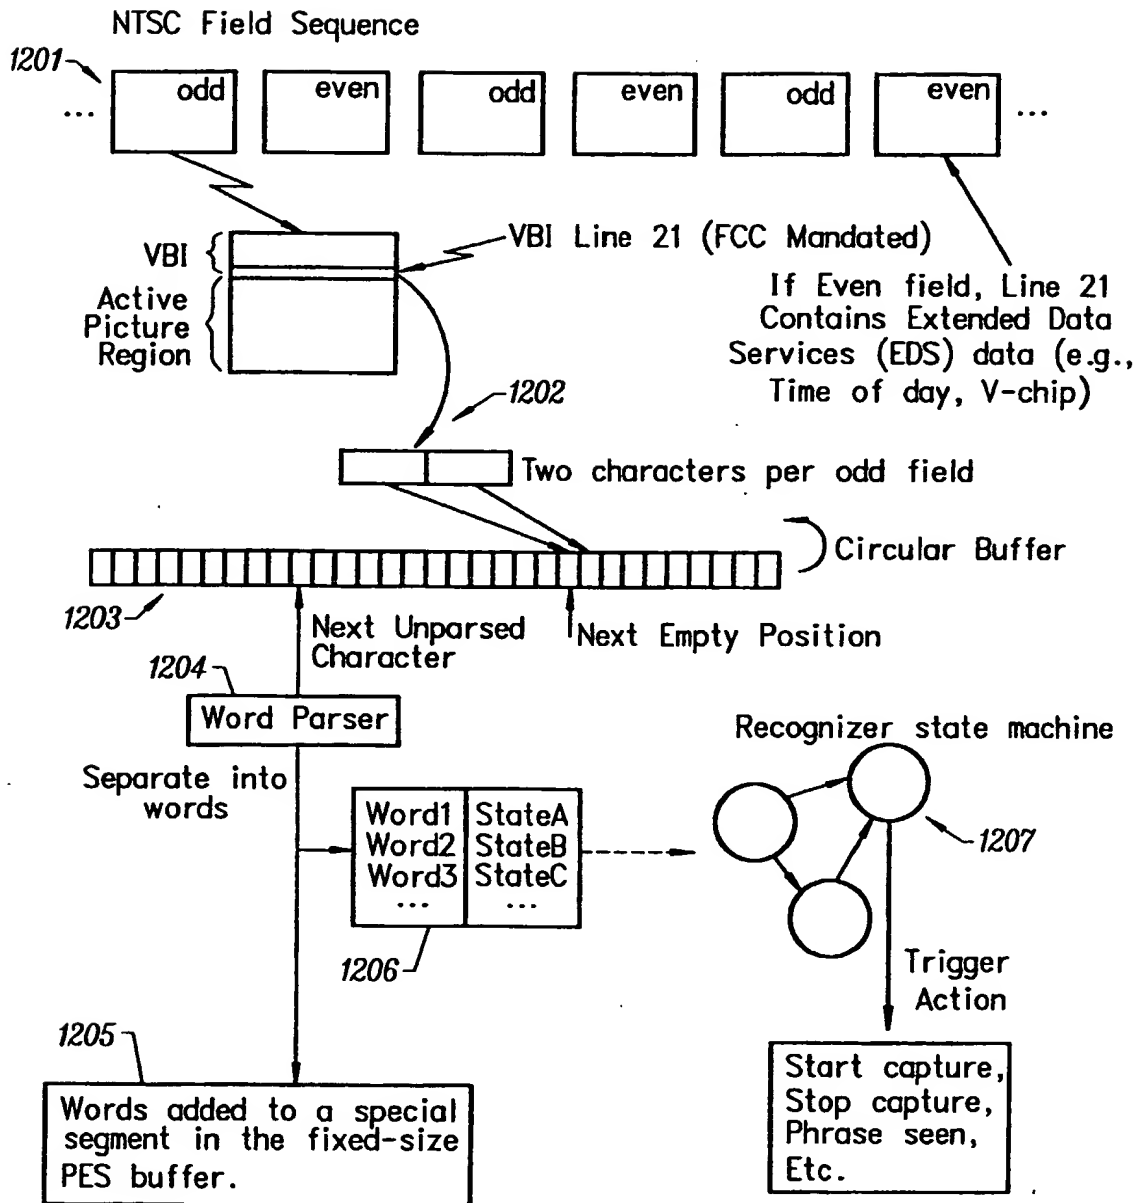 NTSC Field Sequence
1201
... odd even odd even odd even ...
VBI
VBI Line 21 (FCC Mandated)
Active
Picture
Region
If Even field, Line 21
Contains Extended Data
Services (EDS) data (e.g.,
Time of day, V-chip)
1202
Two characters per odd field
Circular Buffer
1203
Next Unparsed
Character
Next Empty Position
1204
Word Parser
Separate into
words
Word1 StateA
Word2 StateB
Word3 StateC
... ...
1206
Recognizer state machine
1207
Trigger
Action
1205
Words added to a special
segment in the fixed-size
PES buffer.
Start capture,
Stop capture,
Phrase seen,
Etc.